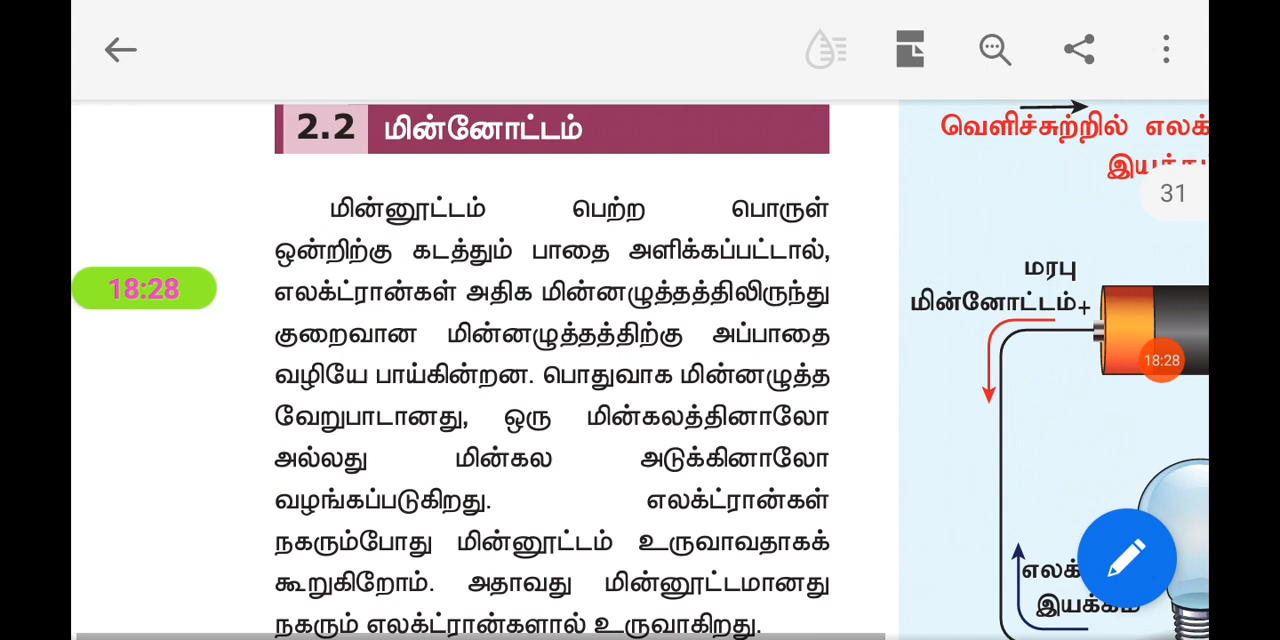 2.2 மின்னோட்டம்
மின்னூட்டம் பெற்ற பொருள்
ஒன்றிற்கு கடத்தும் பாதை அளிக்கப்பட்டால்,
எலக்ட்ரான்கள் அதிக மின்னழுத்தத்திலிருந்து
குறைவான மின்னழுத்தத்திற்கு அப்பாதை
வழியே பாய்கின்றன. பொதுவாக மின்னழுத்த
வேறுபாடானது, ஒரு மின்கலத்தினாலோ
அல்லது மின்கல அடுக்கினாலோ
வழங்கப்படுகிறது. எலக்ட்ரான்கள்
நகரும்போது மின்னூட்டம் உருவாவதாகக்
கூறுகிறோம். அதாவது மின்னூட்டமானது
நகரும் எலக்ட்ரான்களால் உருவாகிறது.
18:28
வெளிச்சுற்றில்
31
மரபு
மின்னோட்டம்+
18:28
இயக்கம்